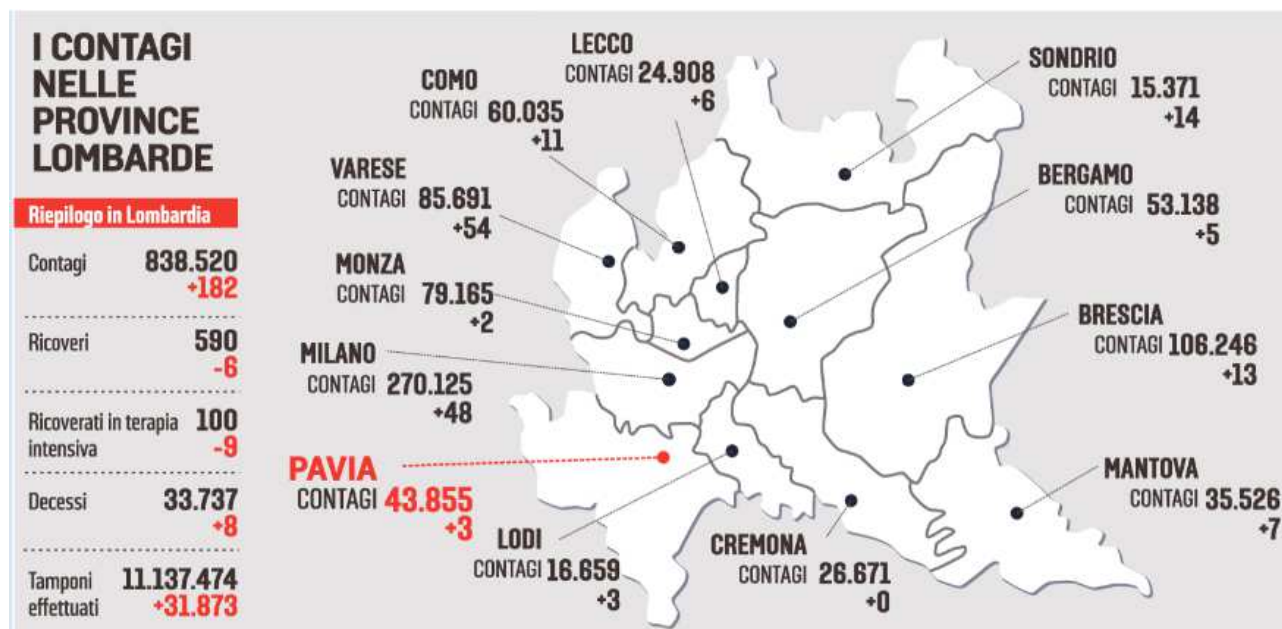 I CONTAGI
NELLE
PROVINCE
LOMBARDE
Riepilogo in Lombardia
Contagi 838.520
+182
Ricoveri 590
-6
Ricoverati in terapia intensiva 100
-9
Decessi 33.737
+8
Tamponi effettuati 11.137.474
+31.873
LECCO
CONTAGI 24.908
+6
COMO
CONTAGI 60.035
+11
VARESE
CONTAGI 85.691
+54
MONZA
CONTAGI 79.165
+2
MILANO
CONTAGI 270.125
+48
PAVIA
CONTAGI 43.855
+3
LODI
CONTAGI 16.659
+3
CREMONA
CONTAGI 26.671
+0
SONDRIO
CONTAGI 15.371
+14
BERGAMO
CONTAGI 53.138
+5
BRESCIA
CONTAGI 106.246
+13
MANTOVA
CONTAGI 35.526
+7